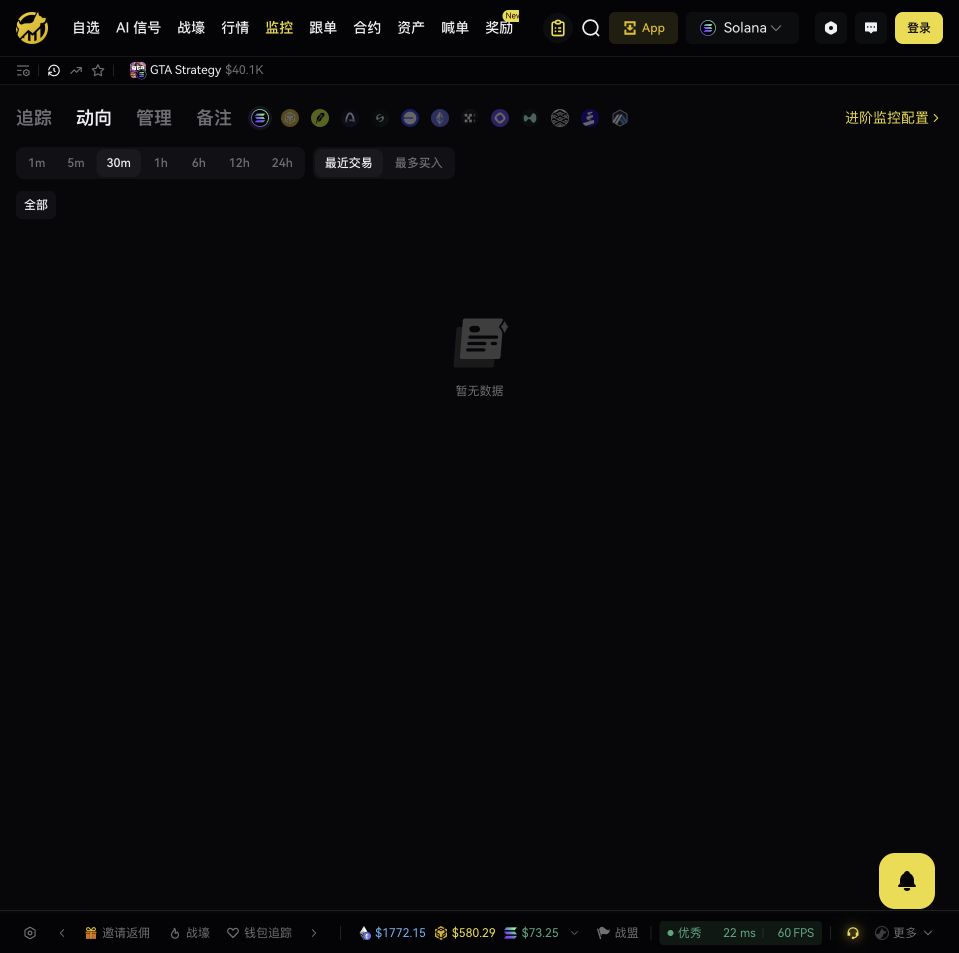 自选 AI 信号 战壕 行情 监控 跟单 合约 资产 喊单 奖励 New App Solana 登录
GTA Strategy $40.1K
追踪 动向 管理 备注 进阶监控配置
1m 5m 30m 1h 6h 12h 24h 最近交易 最多买入
全部
暂无数据
邀请返佣 战壕 钱包追踪 $1772.15 $580.29 $73.25 战盟 优秀 22 ms 60 FPS 更多